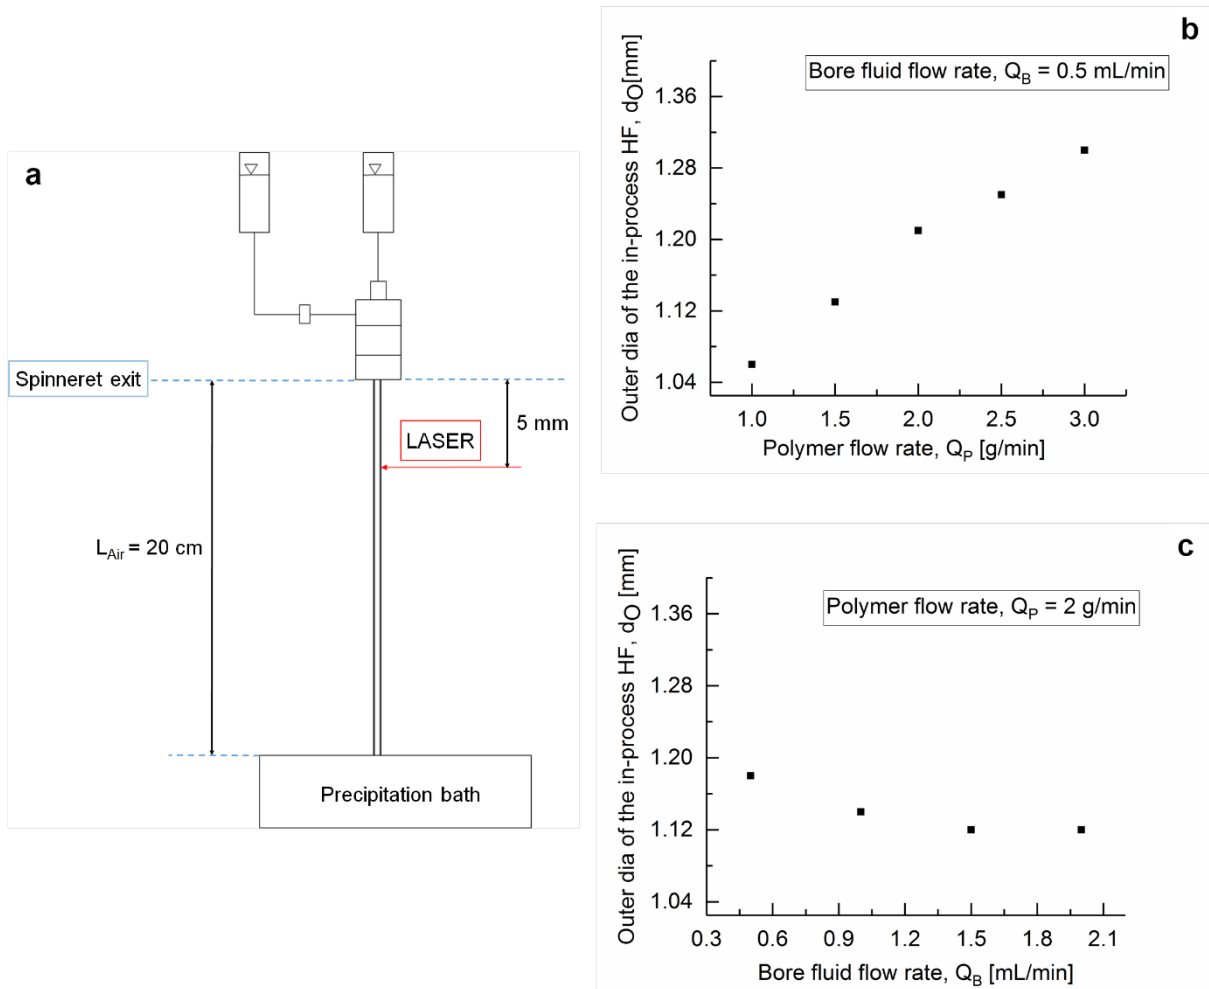 a
Spinneret exit
5 mm
LASER
L_Air = 20 cm
Precipitation bath
b
Bore fluid flow rate, Q_B = 0.5 mL/min
Outer dia of the in-process HF, d_O[mm]
1.36
1.28
1.20
1.12
1.04
1.0 1.5 2.0 2.5 3.0
Polymer flow rate, Q_P [g/min]
c
Polymer flow rate, Q_P = 2 g/min
Outer dia of the in-process HF, d_O [mm]
1.36
1.28
1.20
1.12
1.04
0.3 0.6 0.9 1.2 1.5 1.8 2.1
Bore fluid flow rate, Q_B [mL/min]